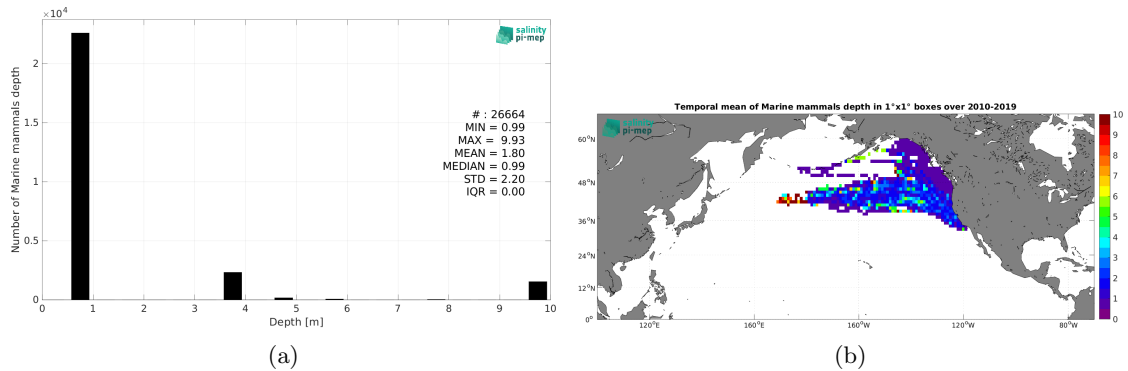 ×10⁴
2
1.5
1
0.5
0
Number of Marine mammals depth
salinity
pi-mep
# : 26664
MIN = 0.99
MAX = 9.93
MEAN = 1.80
MEDIAN = 0.99
STD = 2.20
IQR = 0.00
0 1 2 3 4 5 6 7 8 9 10
Depth [m]
(a)
Temporal mean of Marine mammals depth in 1°x1° boxes over 2010-2019
salinity
pi-mep
60°N
48°N
36°N
24°N
12°N
0°
120°E 160°E 160°W 120°W 80°W
10
9
8
7
6
5
4
3
2
1
0
(b)